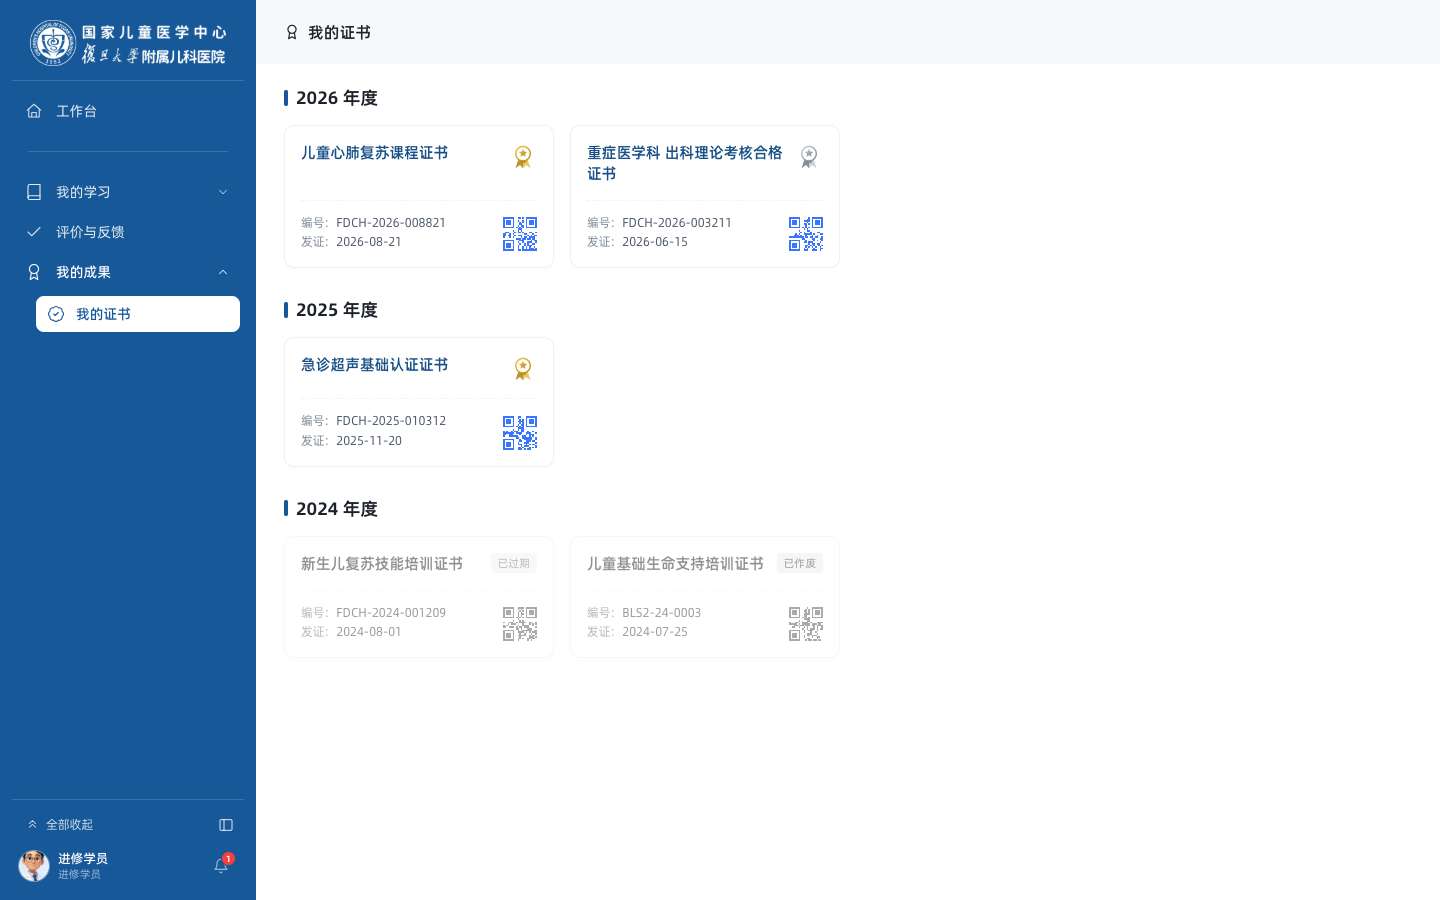 国家儿童医学中心
復旦大学附属儿科医院
工作台
我的学习
评价与反馈
我的成果
我的证书
全部收起
进修学员
进修学员
1
我的证书
2026 年度
儿童心肺复苏课程证书
编号: FDCH-2026-008821
发证: 2026-08-21
重症医学科 出科理论考核合格
证书
编号: FDCH-2026-003211
发证: 2026-06-15
2025 年度
急诊超声基础认证证书
编号: FDCH-2025-010312
发证: 2025-11-20
2024 年度
新生儿复苏技能培训证书
已过期
编号: FDCH-2024-001209
发证: 2024-08-01
儿童基础生命支持培训证书
已作废
编号: BLS2-24-0003
发证: 2024-07-25